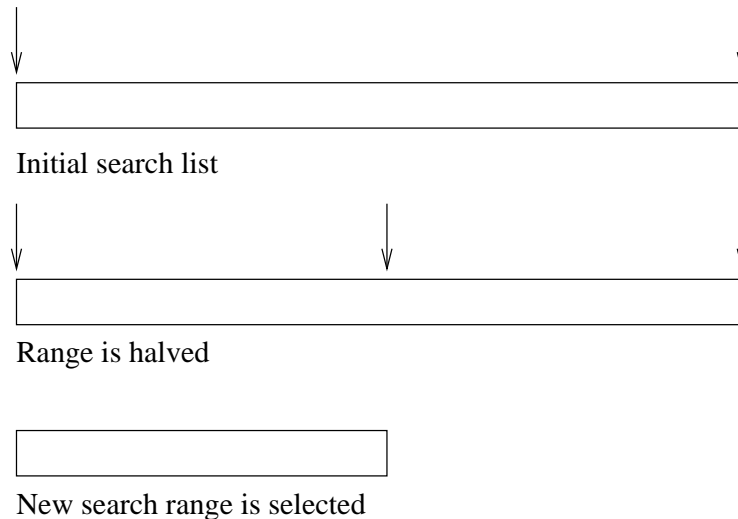 Initial search list
Range is halved
New search range is selected